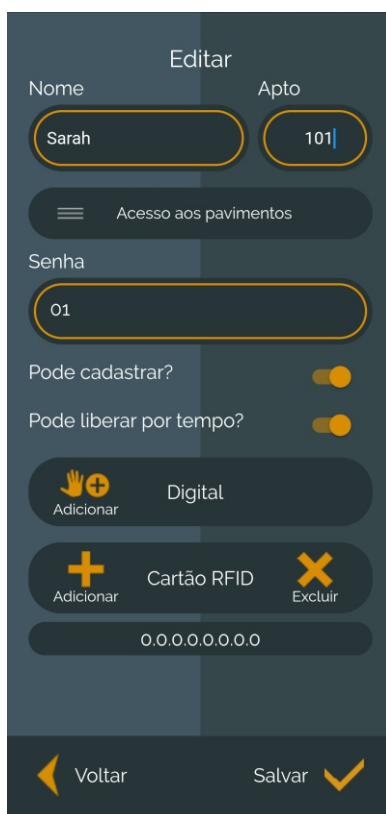 Editar
Nome Apto
Sarah 101
Acesso aos pavimentos
Senha
01
Pode cadastrar?
Pode liberar por tempo?
Digital
Adicionar
Cartão RFID
Adicionar Excluir
0.0.0.0.0.0.0.0
Voltar Salvar